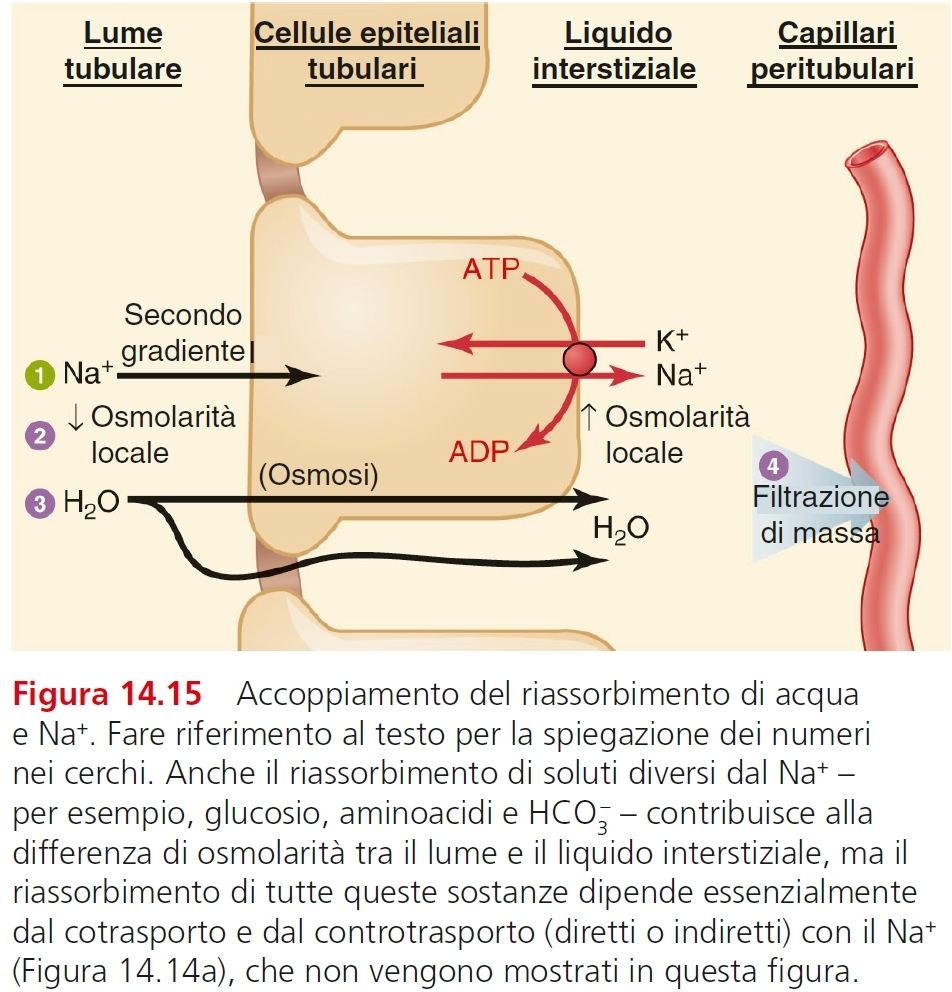 Lume
tubulare
Cellule epiteliali
tubulari
Liquido
interstiziale
Capillari
peritubulari
ATP
Secondo
gradiente
K⁺
1 Na⁺
Na⁺
2 ↓ Osmolarità
locale
↑ Osmolarità
locale
ADP
(Osmosi)
3 H₂O
H₂O
4
Filtrazione
di massa
Figura 14.15 Accoppiamento del riassorbimento di acqua
e Na⁺. Fare riferimento al testo per la spiegazione dei numeri
nei cerchi. Anche il riassorbimento di soluti diversi dal Na⁺ –
per esempio, glucosio, aminoacidi e HCO₃⁻ – contribuisce alla
differenza di osmolarità tra il lume e il liquido interstiziale, ma il
riassorbimento di tutte queste sostanze dipende essenzialmente
dal cotrasporto e dal controtrasporto (diretti o indiretti) con il Na⁺
(Figura 14.14a), che non vengono mostrati in questa figura.